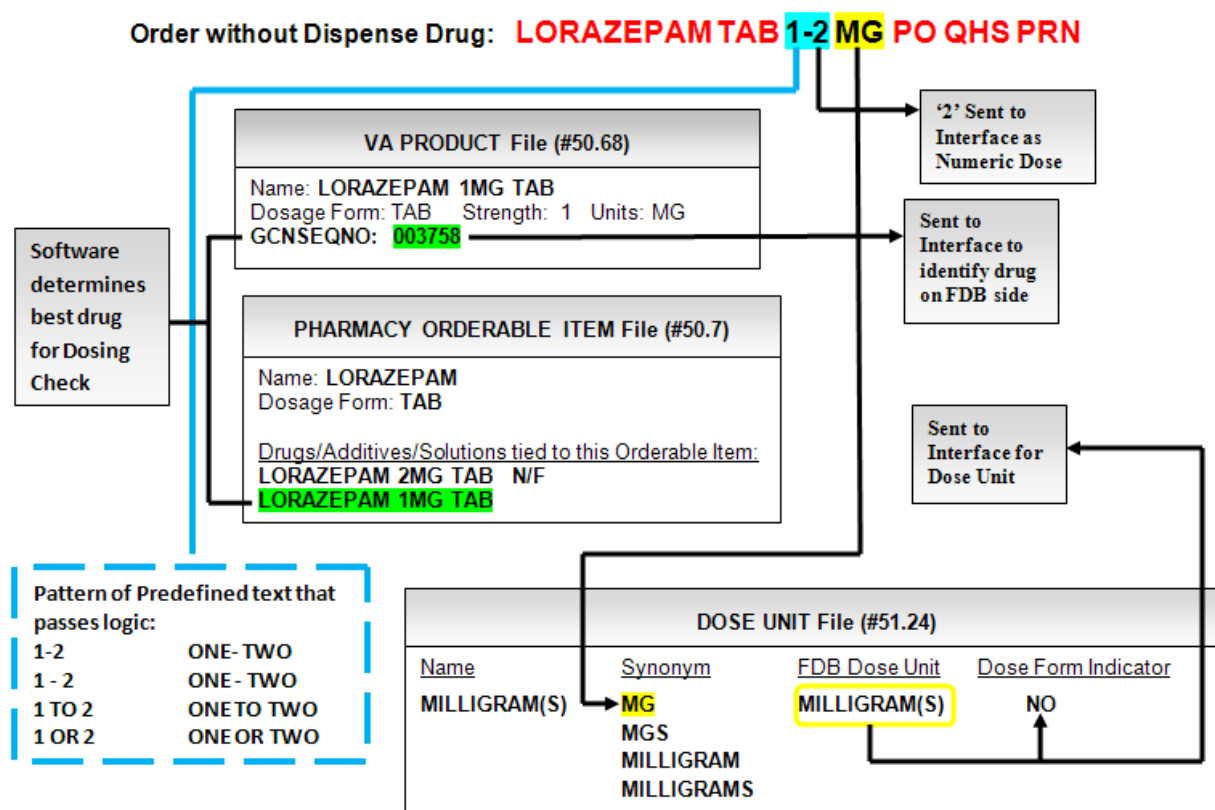 Order without Dispense Drug: LORAZEPAM TAB 1-2 MG PO QHS PRN
‘2’ Sent to
Interface as
Numeric Dose
VA PRODUCT File (#50.68)
Name: LORAZEPAM 1MG TAB
Dosage Form: TAB Strength: 1 Units: MG
GCNSEQNO: 003758
Sent to
Interface to
identify drug
on FDB side
Software
determines
best drug
for Dosing
Check
PHARMACY ORDERABLE ITEM File (#50.7)
Name: LORAZEPAM
Dosage Form: TAB
Drugs/Additives/Solutions tied to this Orderable Item:
LORAZEPAM 2MG TAB N/F
LORAZEPAM 1MG TAB
Sent to
Interface for
Dose Unit
Pattern of Predefined text that
passes logic:
1-2 ONE- TWO
1 - 2 ONE - TWO
1 TO 2 ONE TO TWO
1 OR 2 ONE OR TWO
DOSE UNIT File (#51.24)
Name Synonym FDB Dose Unit Dose Form Indicator
MILLIGRAM(S) MG MILLIGRAM(S) NO
MGS
MILLIGRAM
MILLIGRAMS